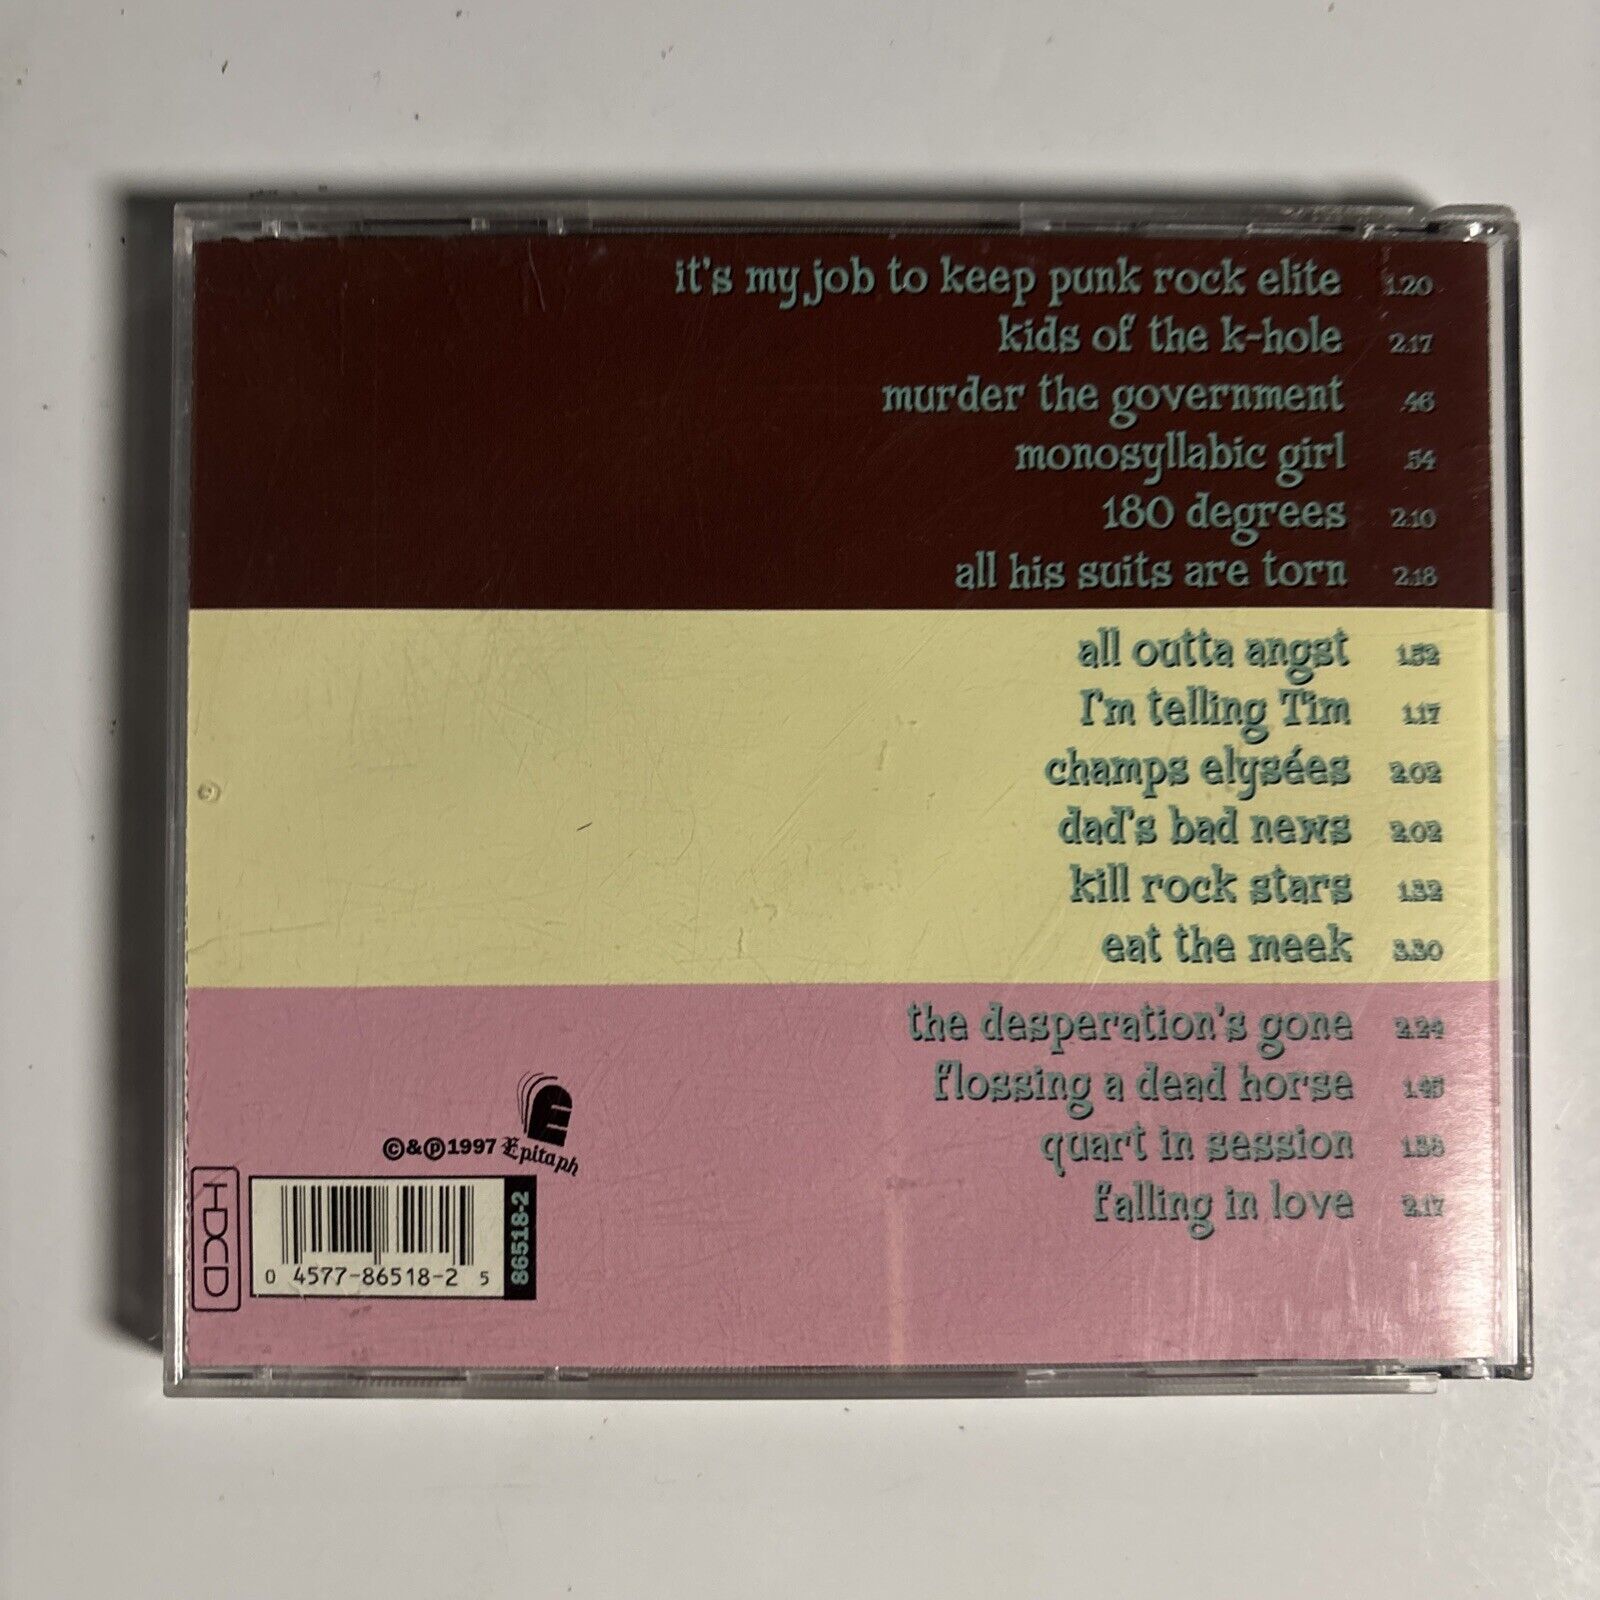 it's my job to keep punk rock elite 1.20
kids of the k-hole 2.17
murder the government .46
monosyllabic girl .54
180 degrees 2.10
all his suits are torn 2.18
all outta angst 1.52
I'm telling Tim 1.17
champs elysées 2.02
dad's bad news 2.02
kill rock stars 1.32
eat the meek 3.30
the desperation's gone 2.24
flossing a dead horse 1.45
quart in session 1.38
falling in love 2.17
©&℗1997 Epitaph
HDCD
0 4577-86518-2 5
86518-2